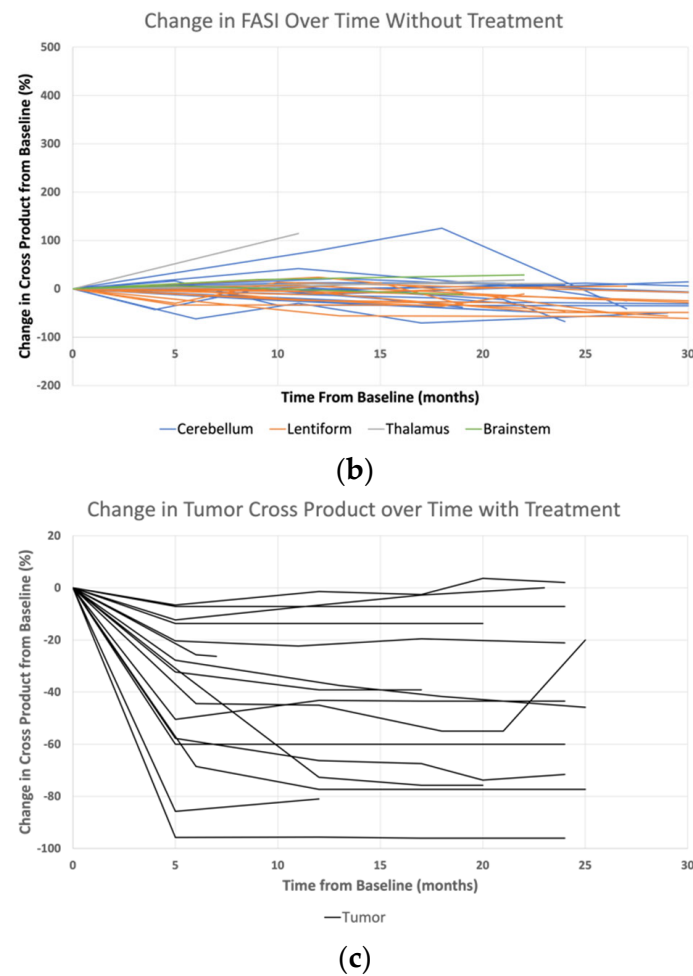 Change in FASI Over Time Without Treatment
Change in Cross Product from Baseline (%)
500
400
300
200
100
0
-100
-200
0 5 10 15 20 25 30
Time From Baseline (months)
Cerebellum Lentiform Thalamus Brainstem
(b)
Change in Tumor Cross Product over Time with Treatment
Change in Cross Product from Baseline (%)
20
0
-20
-40
-60
-80
-100
0 5 10 15 20 25 30
Time from Baseline (months)
Tumor
(c)